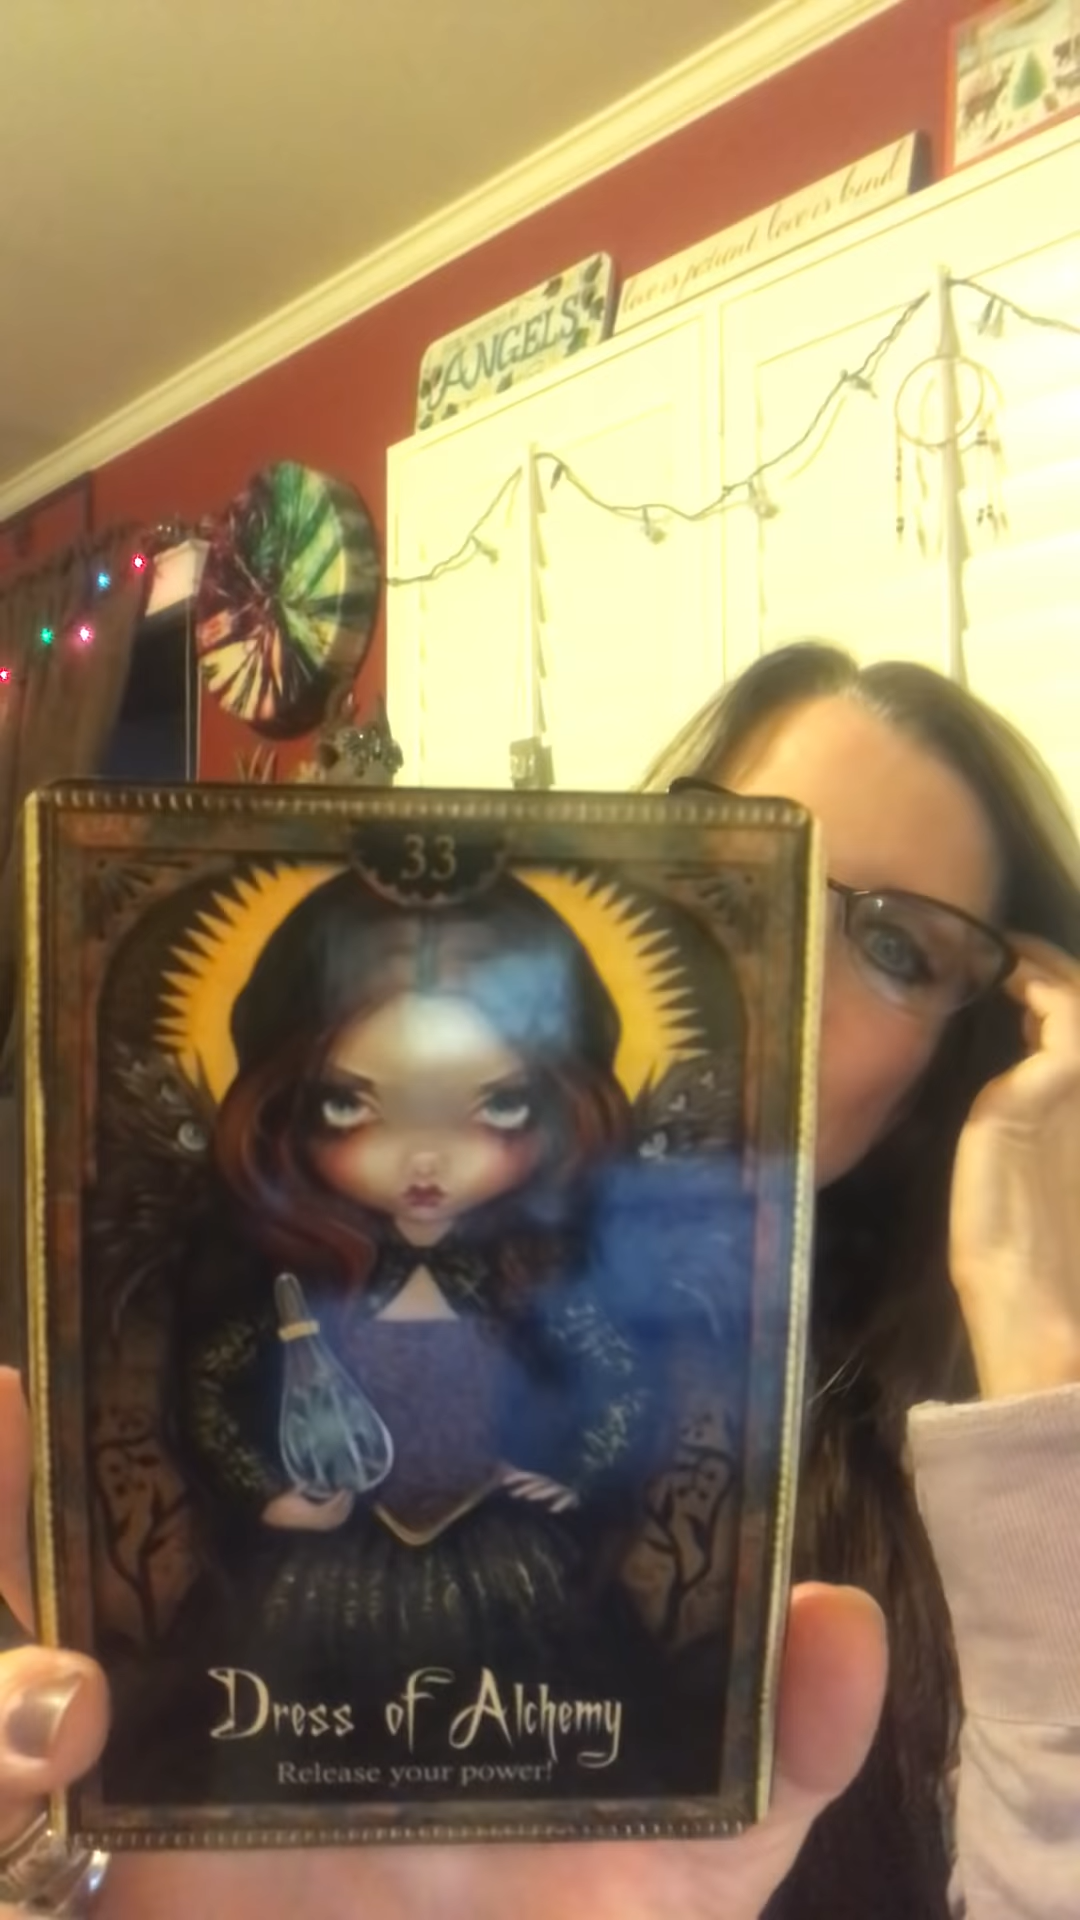 love is patient love is kind
ANGELS
33
Dress of Alchemy
Release your power!